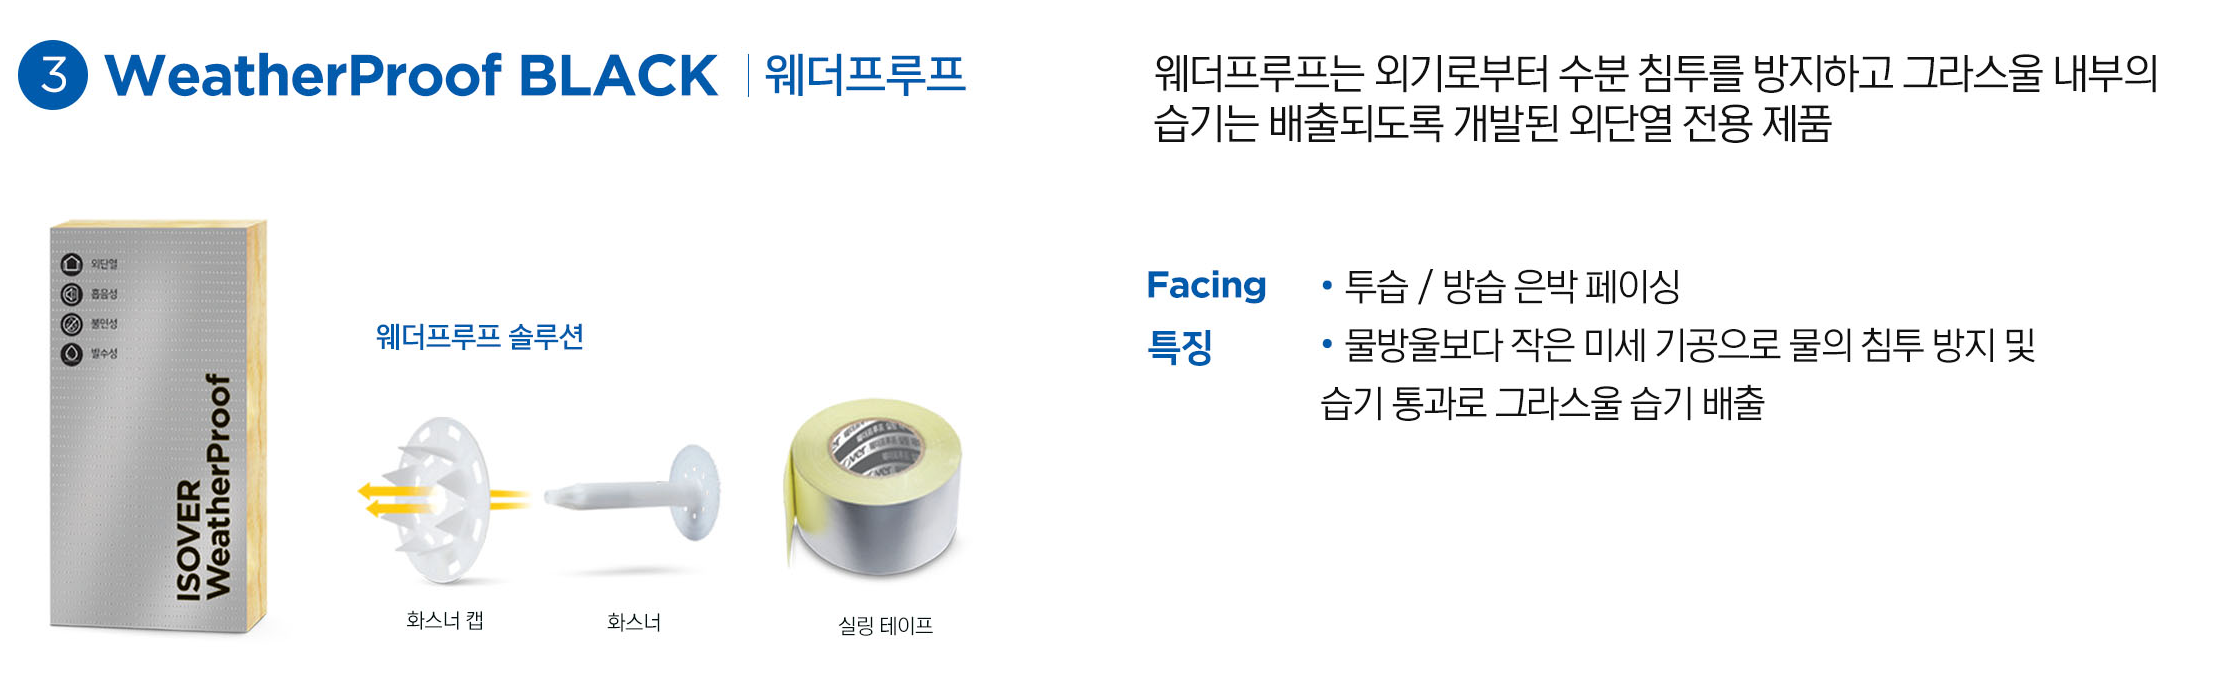 3 WeatherProof BLACK | 웨더프루프
웨더프루프는 외기로부터 수분 침투를 방지하고 그라스울 내부의
습기는 배출되도록 개발된 외단열 전용 제품
외단열
흡음성
불연성
발수성
ISOVER
WeatherProof
웨더프루프 솔루션
화스너 캡
화스너
실링 테이프
Facing
특징
• 투습 / 방습 은박 페이싱
• 물방울보다 작은 미세 기공으로 물의 침투 방지 및
습기 통과로 그라스울 습기 배출